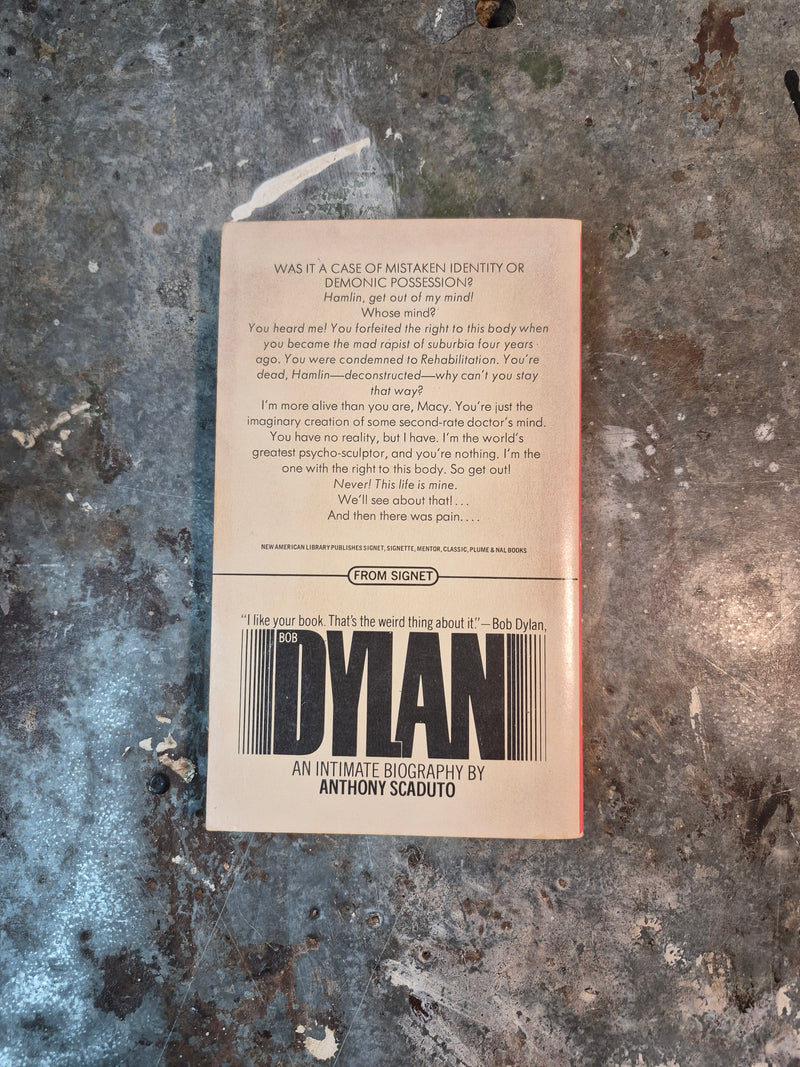 WAS IT A CASE OF MISTAKEN IDENTITY OR
DEMONIC POSSESSION?
Hamlin, get out of my mind!
Whose mind?
You heard me! You forfeited the right to this body when
you became the mad rapist of suburbia four years
ago. You were condemned to Rehabilitation. You're
dead, Hamlin—deconstructed—why can't you stay
that way?
I'm more alive than you are, Macy. You're just the
imaginary creation of some second-rate doctor's mind.
You have no reality, but I have. I'm the world's
greatest psycho-sculptor, and you're nothing. I'm the
one with the right to this body. So get out!
Never! This life is mine.
We'll see about that! . . .
And then there was pain. . . .
NEW AMERICAN LIBRARY PUBLISHES SIGNET, SIGNETTE, MENTOR, CLASSIC, PLUME & NAL BOOKS
FROM SIGNET
"I like your book. That's the weird thing about it."—Bob Dylan,
BOB
DYLAN
AN INTIMATE BIOGRAPHY BY
ANTHONY SCADUTO